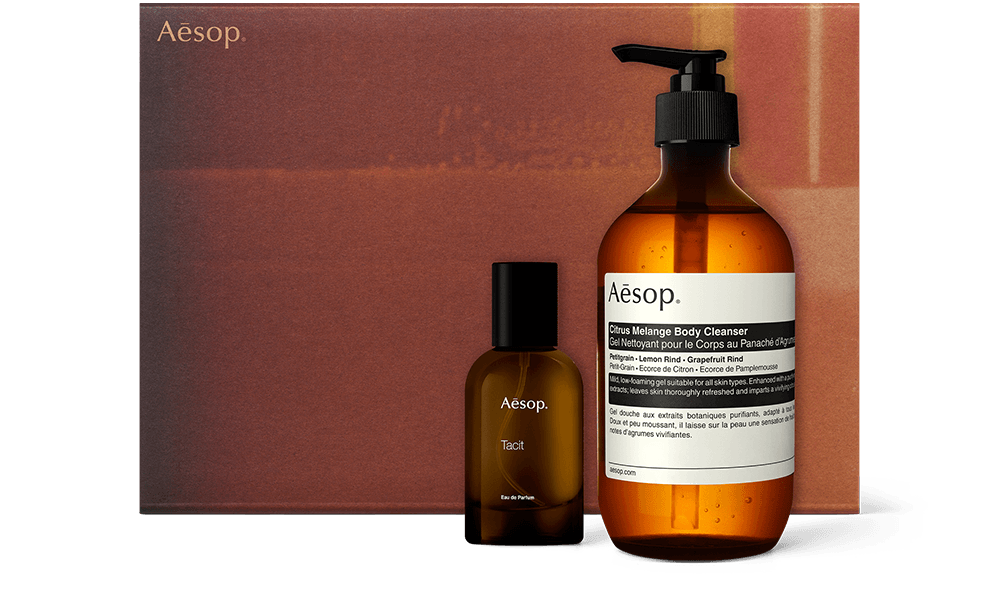 Aēsop.
Aēsop.
Tacit
Eau de Parfum
Aēsop.
Citrus Melange Body Cleanser
Gel Nettoyant pour le Corps au Panaché d'Agrume
Petitgrain • Lemon Rind • Grapefruit Rind
Petit-Grain • Ecorce de Citron • Ecorce de Pamplemousse
Mild, low-foaming gel suitable for all skin types. Enhanced with a
extracts; leaves skin thoroughly refreshed and imparts a vivifying
Gel douche aux extraits botaniques purifiants, adapté à tout
Doux et peu moussant, il laisse sur la peau une sensation de
notes d'agrumes vivifiantes.
aesop.com